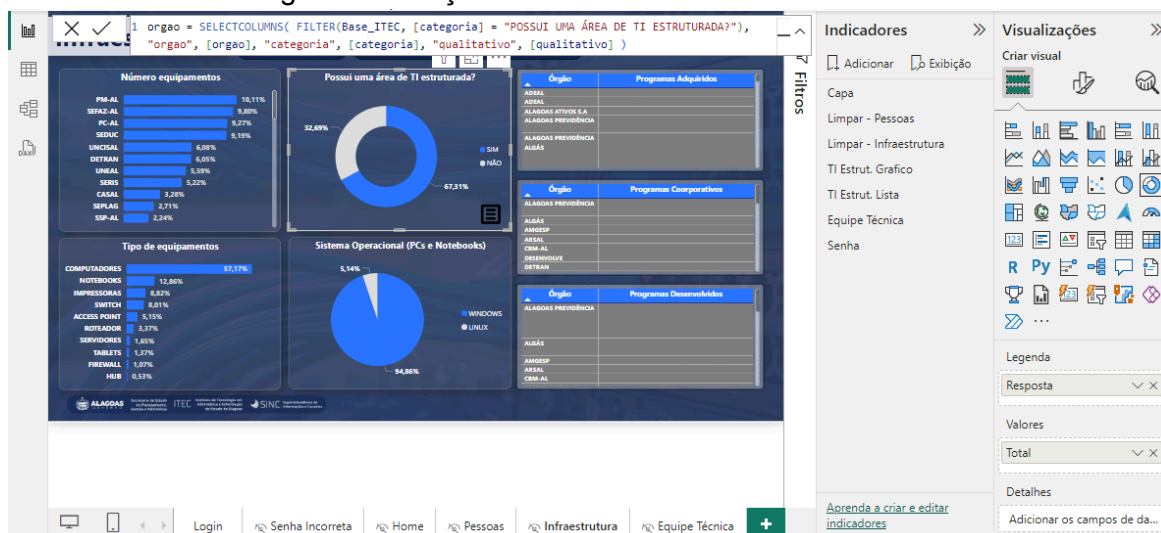 1 orgao = SELECTCOLUMNS( FILTER(Base_ITEC, [categoria] = "POSSUI UMA ÁREA DE TI ESTRUTURADA?"),
"orgao", [orgao], "categoria", [categoria], "qualitativo", [qualitativo] )
Número equipamentos
PM-AL 10,11%
SEFAZ-AL 9,80%
PC-AL 9,27%
SEDUC 9,19%
UNCISAL 6,08%
DETRAN 6,05%
UNEAL 5,59%
SERIS 5,22%
CASAL 3,28%
SEPLAG 2,71%
SSP-AL 2,24%
Possui uma área de TI estruturada?
32,69%
67,31%
SIM
NÃO
Órgão Programas Adquiridos
ADEAL
ADEAL
ALAGOAS ATIVOS S.A
ALAGOAS PREVIDÊNCIA
ALAGOAS PREVIDÊNCIA
ALGÁS
Órgão Programas Coorporativos
ALAGOAS PREVIDÊNCIA
ALGÁS
AMGESP
ARSAL
CBM-AL
DESENVOLVE
DETRAN
Tipo de equipamentos
COMPUTADORES 57,17%
NOTEBOOKS 12,86%
IMPRESSORAS 8,82%
SWITCH 8,01%
ACCESS POINT 5,15%
ROTEADOR 3,37%
SERVIDORES 1,65%
TABLETS 1,37%
FIREWALL 1,07%
HUB 0,53%
Sistema Operacional (PCs e Notebooks)
5,14%
94,86%
WINDOWS
LINUX
Órgão Programas Desenvolvidos
ALAGOAS PREVIDÊNCIA
ALGÁS
AMGESP
ARSAL
CBM-AL
ALAGOAS
GOVERNO
ITEC
SINC
Login
Senha Incorreta
Home
Pessoas
Infraestrutura
Equipe Técnica
+
Filtros
Indicadores
Adicionar Exibição
Capa
Limpar - Pessoas
Limpar - Infraestrutura
TI Estrut. Grafico
TI Estrut. Lista
Equipe Técnica
Senha
Aprenda a criar e editar
indicadores
Visualizações
Criar visual
123
R Py
Legenda
Resposta
Valores
Total
Detalhes
Adicionar os campos de da...
DAX